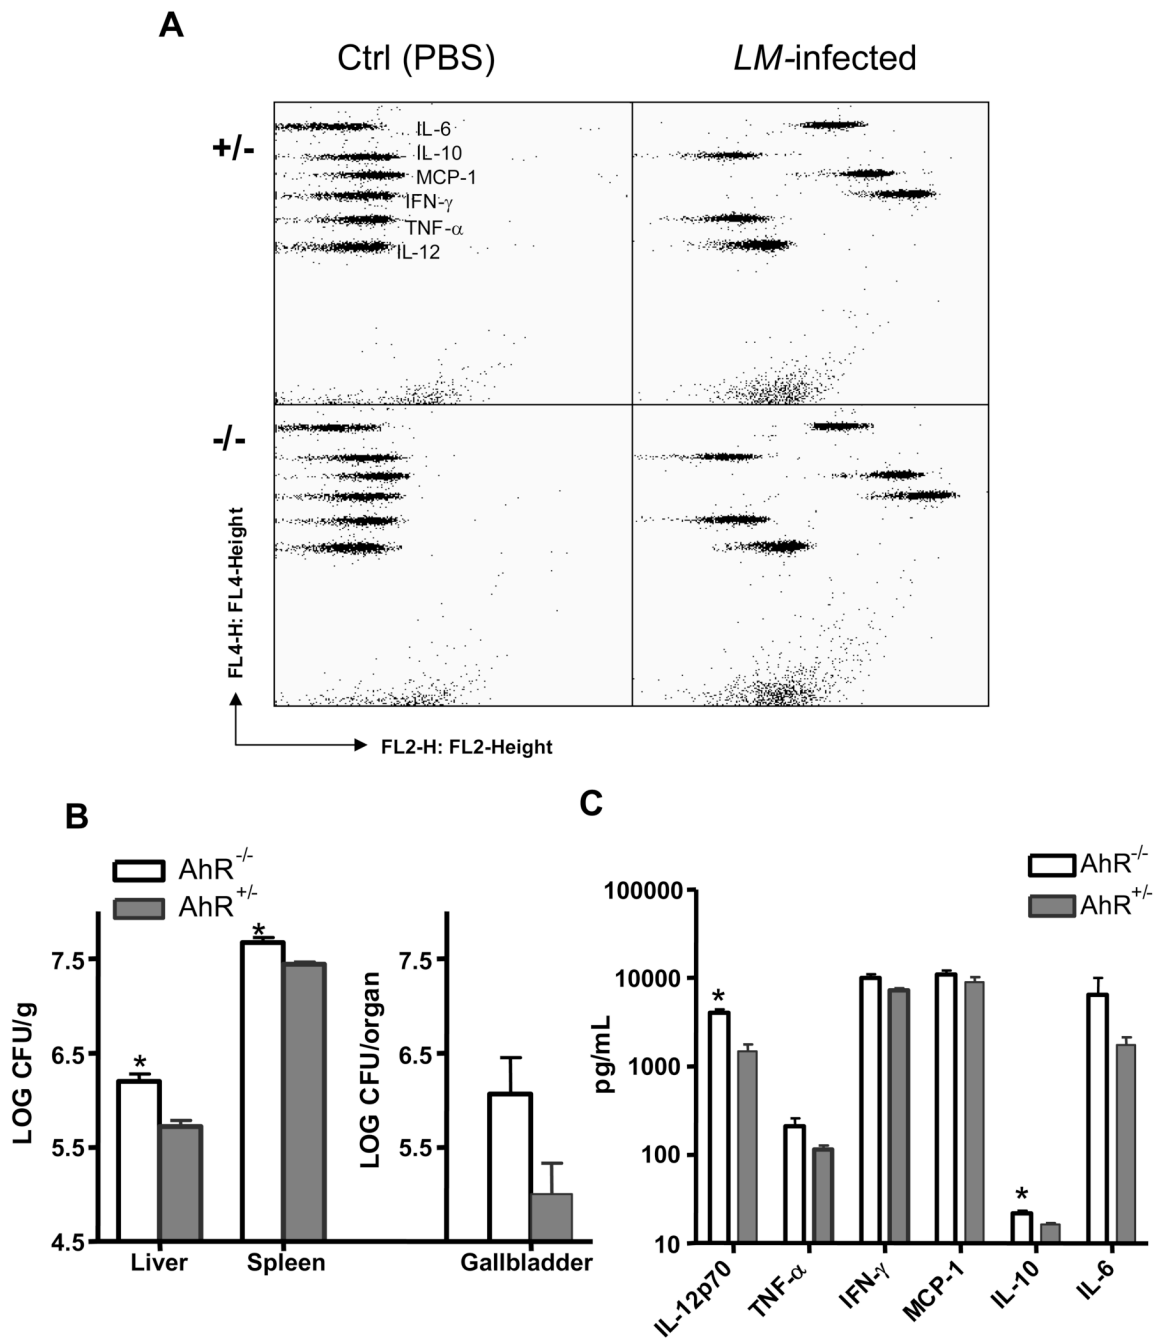 A
Ctrl (PBS)
LM-infected
+/-
IL-6
IL-10
MCP-1
IFN-γ
TNF-α
IL-12
-/-
FL4-H: FL4-Height
FL2-H: FL2-Height
B
AhR-/-
AhR+/-
LOG CFU/g
7.5
6.5
5.5
4.5
*
*
Liver
Spleen
LOG CFU/organ
7.5
6.5
5.5
Gallbladder
C
AhR-/-
AhR+/-
pg/mL
100000
10000
1000
100
10
*
*
IL-12p70
TNF-α
IFN-γ
MCP-1
IL-10
IL-6